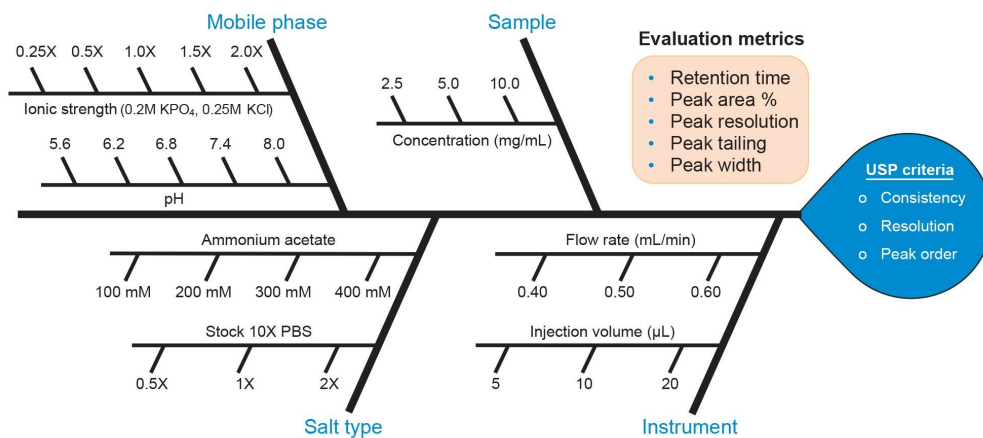 Mobile phase
0.25X 0.5X 1.0X 1.5X 2.0X
Ionic strength (0.2M KPO₄, 0.25M KCl)
5.6 6.2 6.8 7.4 8.0
pH
Sample
2.5 5.0 10.0
Concentration (mg/mL)
Evaluation metrics
• Retention time
• Peak area %
• Peak resolution
• Peak tailing
• Peak width
USP criteria
o Consistency
o Resolution
o Peak order
Ammonium acetate
100 mM 200 mM 300 mM 400 mM
Stock 10X PBS
0.5X 1X 2X
Salt type
Flow rate (mL/min)
0.40 0.50 0.60
Injection volume (µL)
5 10 20
Instrument